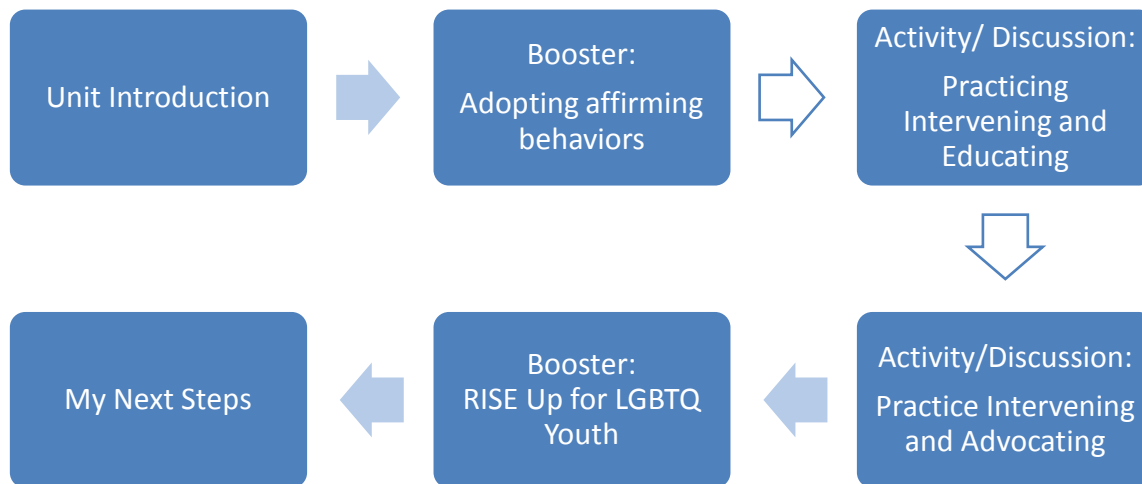 Unit Introduction
Booster:
Adopting affirming
behaviors
Activity/ Discussion:
Practicing
Intervening and
Educating
Activity/Discussion:
Practice Intervening
and Advocating
Booster:
RISE Up for LGBTQ
Youth
My Next Steps